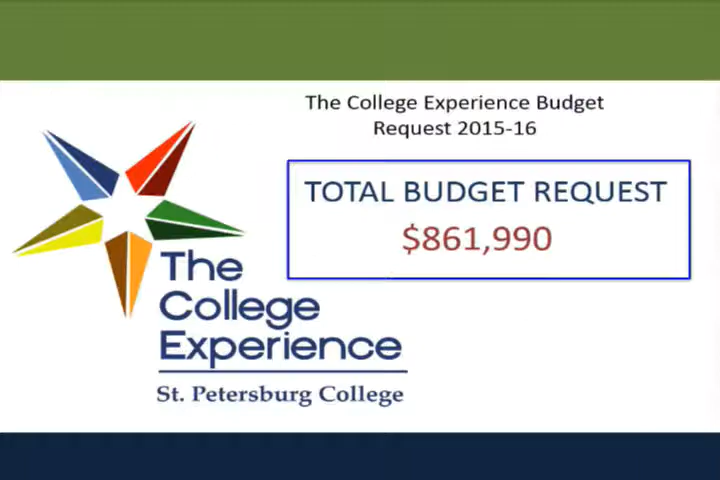 The College Experience Budget
Request 2015-16
TOTAL BUDGET REQUEST
$861,990
The
College
Experience
St. Petersburg College